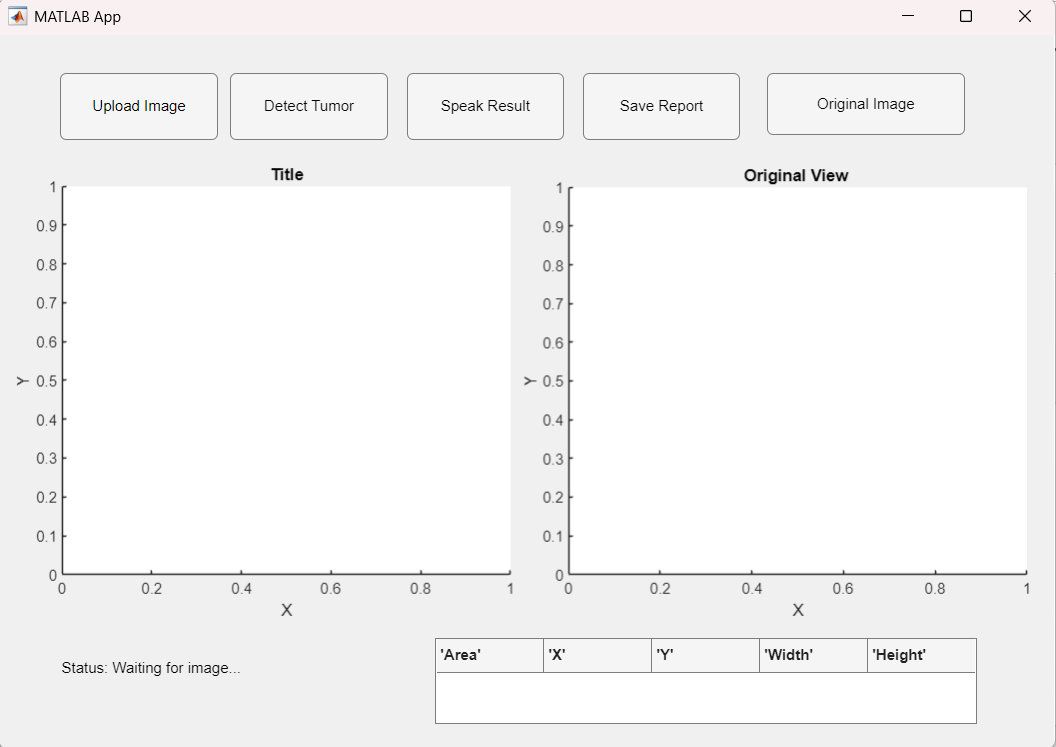 MATLAB App
Upload Image Detect Tumor Speak Result Save Report Original Image
Title
1
0.9
0.8
0.7
0.6
0.5
0.4
0.3
0.2
0.1
0
Y
0 0.2 0.4 0.6 0.8 1
X
Original View
1
0.9
0.8
0.7
0.6
0.5
0.4
0.3
0.2
0.1
0
Y
0 0.2 0.4 0.6 0.8 1
X
Status: Waiting for image...
'Area' 'X' 'Y' 'Width' 'Height'